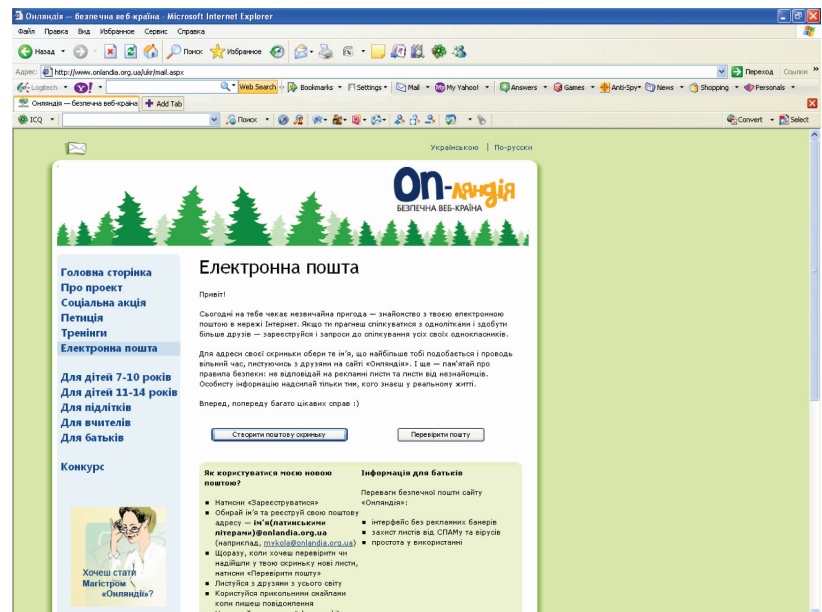 Онляндія — безпечна веб-країна - Microsoft Internet Explorer
Файл Правка Вид Избранное Сервис Справка
Назад Поиск Избранное
Адрес: http://www.onlandia.org.ua/ukr/mail.aspx Переход Ссылки »
Logitech Y! Web Search Bookmarks Settings Mail My Yahoo! Answers Games Anti-Spy News Shopping Personals
Онляндія — безпечна веб-країна Add Tab
ICQ Поиск Convert Select
Українською | По-русски
On-ляндія
БЕЗПЕЧНА ВЕБ-КРАЇНА
Головна сторінка
Про проект
Соціальна акція
Петиція
Тренінги
Електронна пошта
Для дітей 7-10 років
Для дітей 11-14 років
Для підлітків
Для вчителів
Для батьків
Конкурс
Хочеш стати
Магістром
«Онляндії»?
Електронна пошта
Привіт!
Сьогодні на тебе чекає незвичайна пригода — знайомство з твоєю електронною
поштою в мережі Інтернет. Якщо ти прагнеш спілкуватися з однолітками і здобути
більше друзів — зареєструйся і запроси до спілкування усіх своїх однокласників.
Для адреси своєї скриньки обери те ім'я, що найбільше тобі подобається і проводь
вільний час, листуючись з друзями на сайті «Онляндія». І ще — пам'ятай про
правила безпеки: не відповідай на рекламні листи та листи від незнайомців.
Особисту інформацію надсилай тільки тим, кого знаєш у реальному житті.
Вперед, попереду багато цікавих справ :)
Створити поштову скриньку Перевірити пошту
Як користуватися моєю новою
поштою?
Натисни «Зареєструватися»
Обирай ім'я та реєструй свою поштову
адресу — ім'я(латинськими
літерами)@onlandia.org.ua
(наприклад, mykola@onlandia.org.ua)
Щоразу, коли хочеш перевірити чи
надійшли у твою скриньку нові листи,
натисни «Перевірити пошту»
Листуйся з друзями з усього світу
Користуйся прикольними смайлами
коли пишеш повідомлення
Інформація для батьків
Переваги безпечної пошти сайту
«Онляндія»:
інтерфейс без рекламних банерів
захист листів від СПАМу та вірусів
простота у використанні